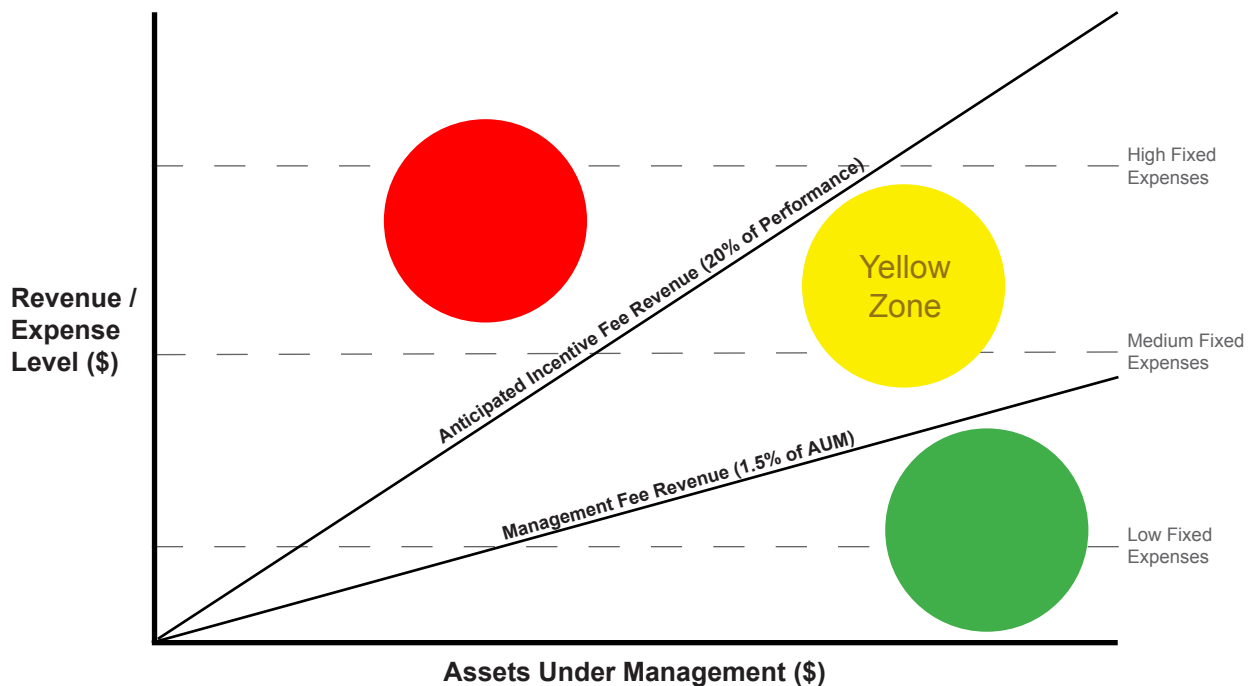 High Fixed
Expenses
Anticipated Incentive Fee Revenue (20% of Performance)
Yellow
Zone
Revenue /
Expense
Level ($)
Medium Fixed
Expenses
Management Fee Revenue (1.5% of AUM)
Low Fixed
Expenses
Assets Under Management ($)